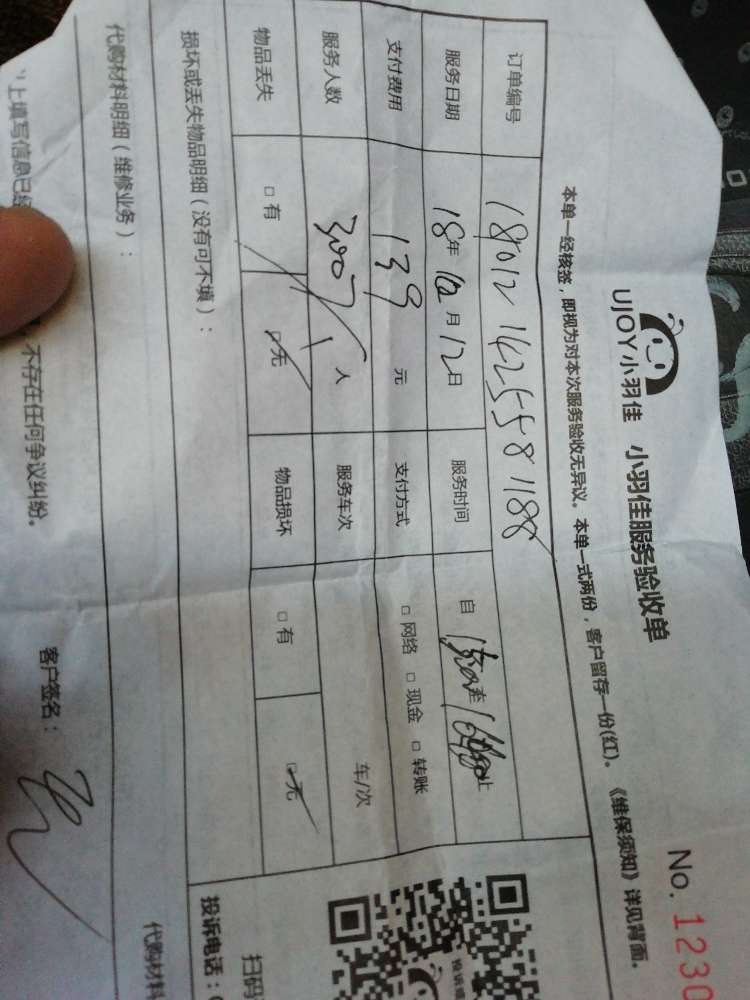 UJOY小羽佳 小羽佳服务验收单
No. 1230
本单一经核签，即视为对本次服务验收无异议。本单一式两份，客户留存一份(红)。《维保须知》详见背面。
订单编号
服务日期 18年 月12日 服务时间 自
支付费用 139 元 支付方式 □网络 □现金 □转账
服务人数 人 服务车次 车/次
物品丢失 □有 □无 物品损坏 □有 □无
损坏或丢失物品明细（没有可不填）：
代购材料明细（维修业务）： 代购材料
上填写信息已 不存在任何争议纠纷。 客户签名：
扫码
投诉电话：